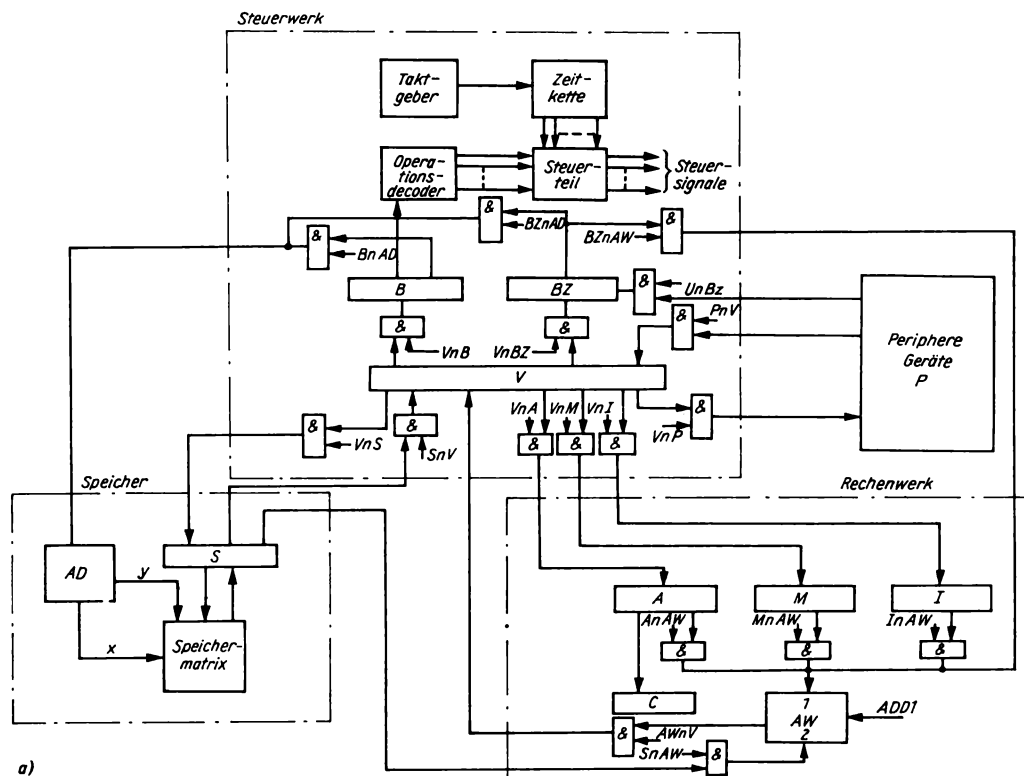 Steuerwerk
Takt-
geber
Zeit-
kette
Opera-
tions-
decoder
Steuer-
teil
Steuer-
signale
&
BZnAD
&
BZnAW
&
BnAD
B
BZ
&
UnBz
&
PnV
Periphere
Geräte
P
&
VnB
VnBZ
&
V
&
VnS
&
SnV
VnA
VnM
VnI
&
&
&
&
VnP
Speicher
Rechenwerk
AD
y
x
S
Speicher-
matrix
A
M
I
AnAW
MnAW
InAW
&
&
&
C
1
AW
2
ADD1
&
AWnV
SnAW
&
a)